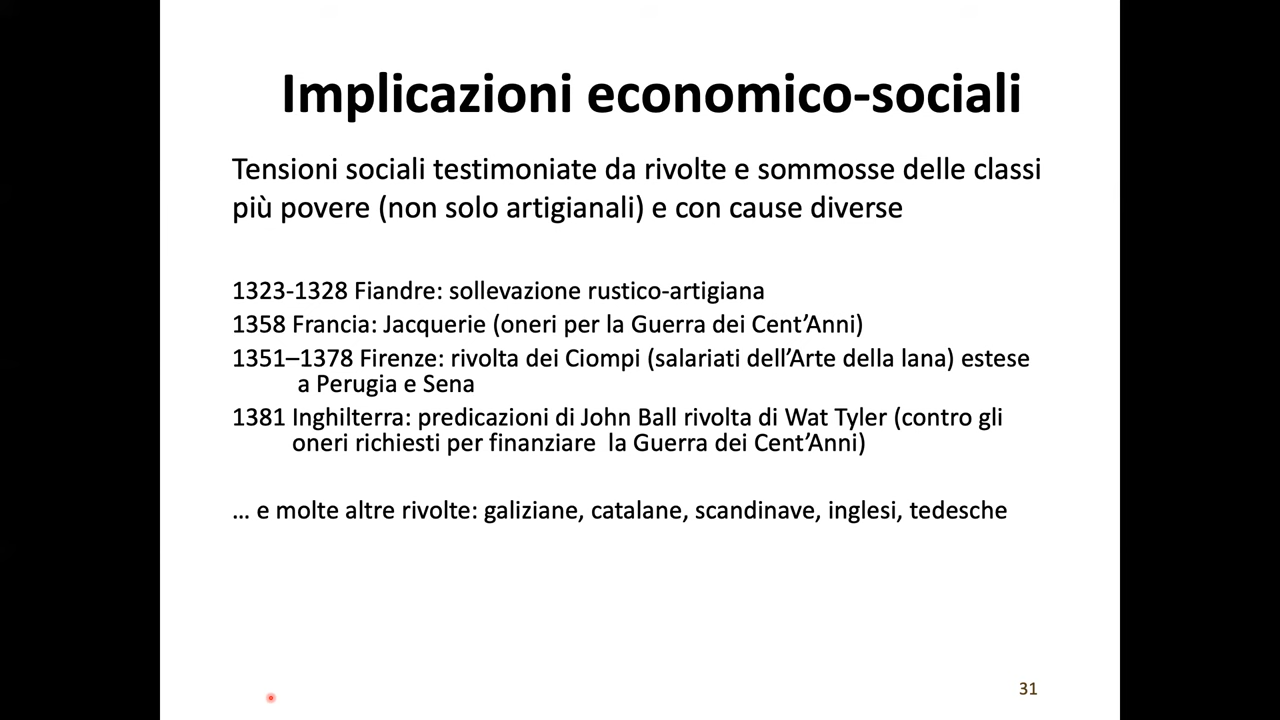 Implicazioni economico-sociali
Tensioni sociali testimoniate da rivolte e sommosse delle classi
più povere (non solo artigianali) e con cause diverse
1323-1328 Fiandre: sollevazione rustico-artigiana
1358 Francia: Jacquerie (oneri per la Guerra dei Cent’Anni)
1351–1378 Firenze: rivolta dei Ciompi (salariati dell’Arte della lana) estese
a Perugia e Sena
1381 Inghilterra: predicazioni di John Ball rivolta di Wat Tyler (contro gli
oneri richiesti per finanziare la Guerra dei Cent’Anni)
… e molte altre rivolte: galiziane, catalane, scandinave, inglesi, tedesche
31